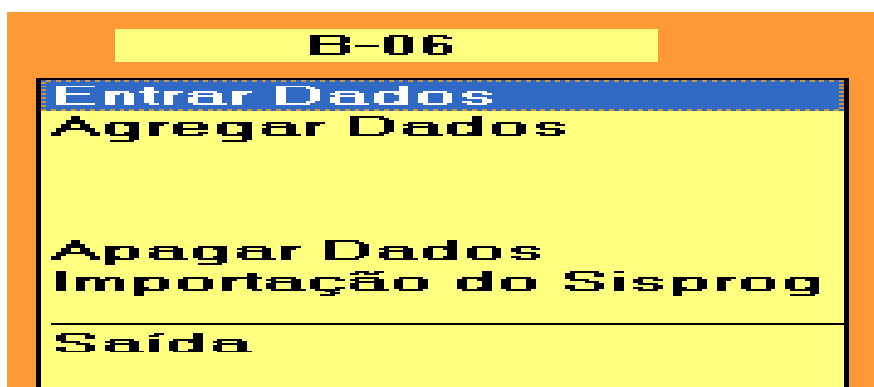 B-06
Entrar Dados
Agregar Dados
Apagar Dados
Importação do Sisprog
Saída